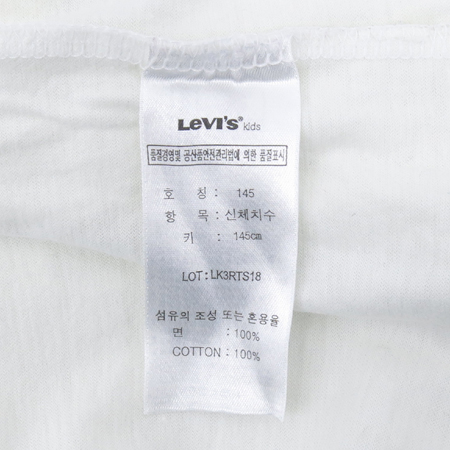 Levi's® kids
품질경영및 공산품안전관리법에 의한 품질표시
호 칭 : 145
항 목 : 신체치수
키 : 145cm
LOT:LK3RTS18
섬유의 조성 또는 혼용율
면 : 100%
COTTON : 100%